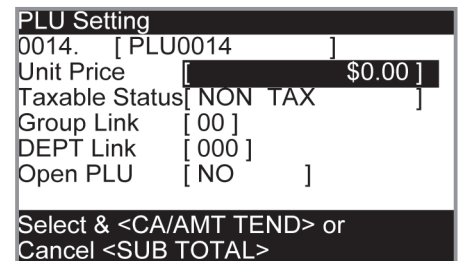 PLU Setting
0014. [ PLU0014 ]
Unit Price [ $0.00 ]
Taxable Status[ NON TAX ]
Group Link [ 00 ]
DEPT Link [ 000 ]
Open PLU [ NO ]
Select & <CA/AMT TEND> or
Cancel <SUB TOTAL>